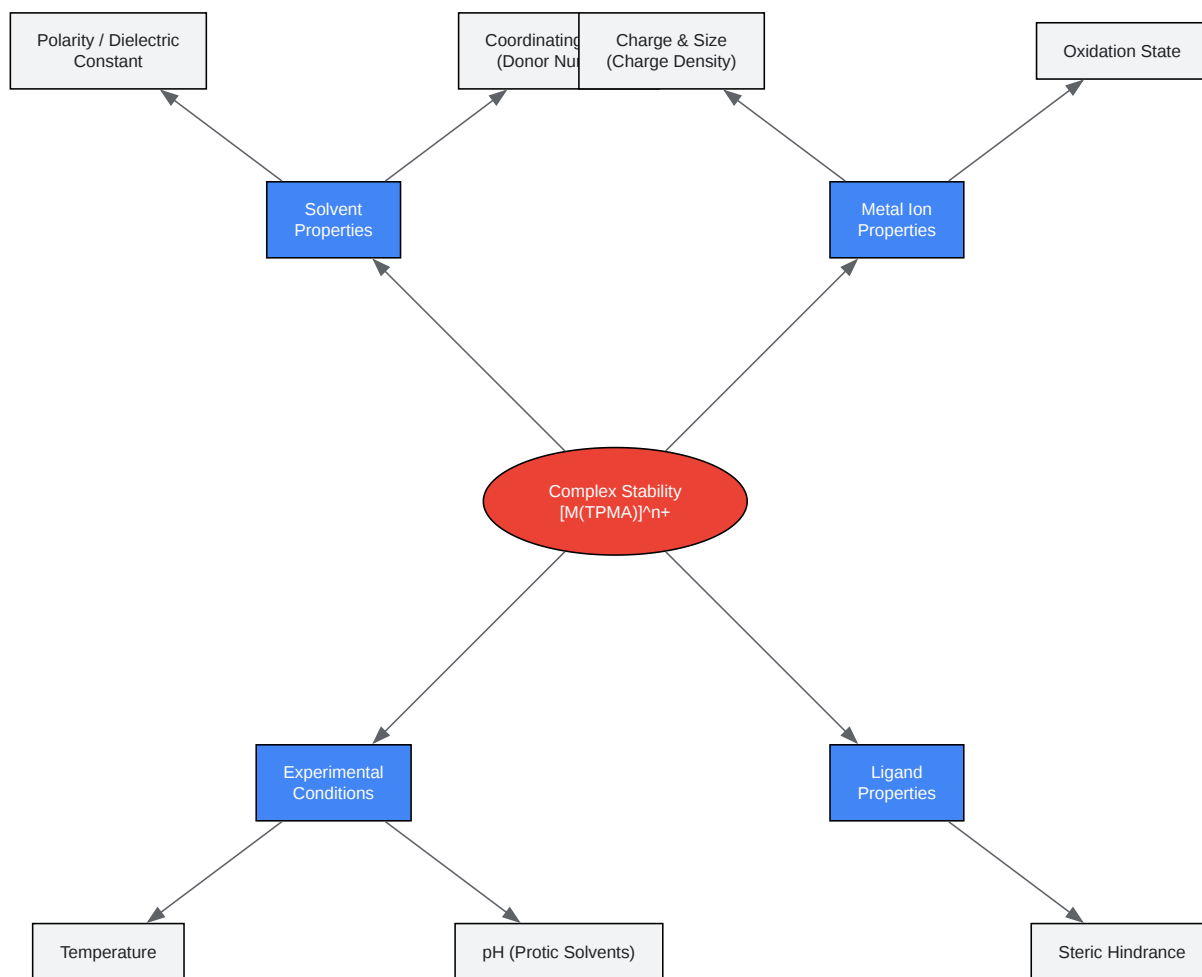 Polarity / Dielectric
Constant
Coordinating
(Donor
Charge & Size
(Charge Density)
Oxidation State
Solvent
Properties
Metal Ion
Properties
Complex Stability
[M(TPMA)]^n+
Experimental
Conditions
Ligand
Properties
Temperature
pH (Protic Solvents)
Steric Hindrance